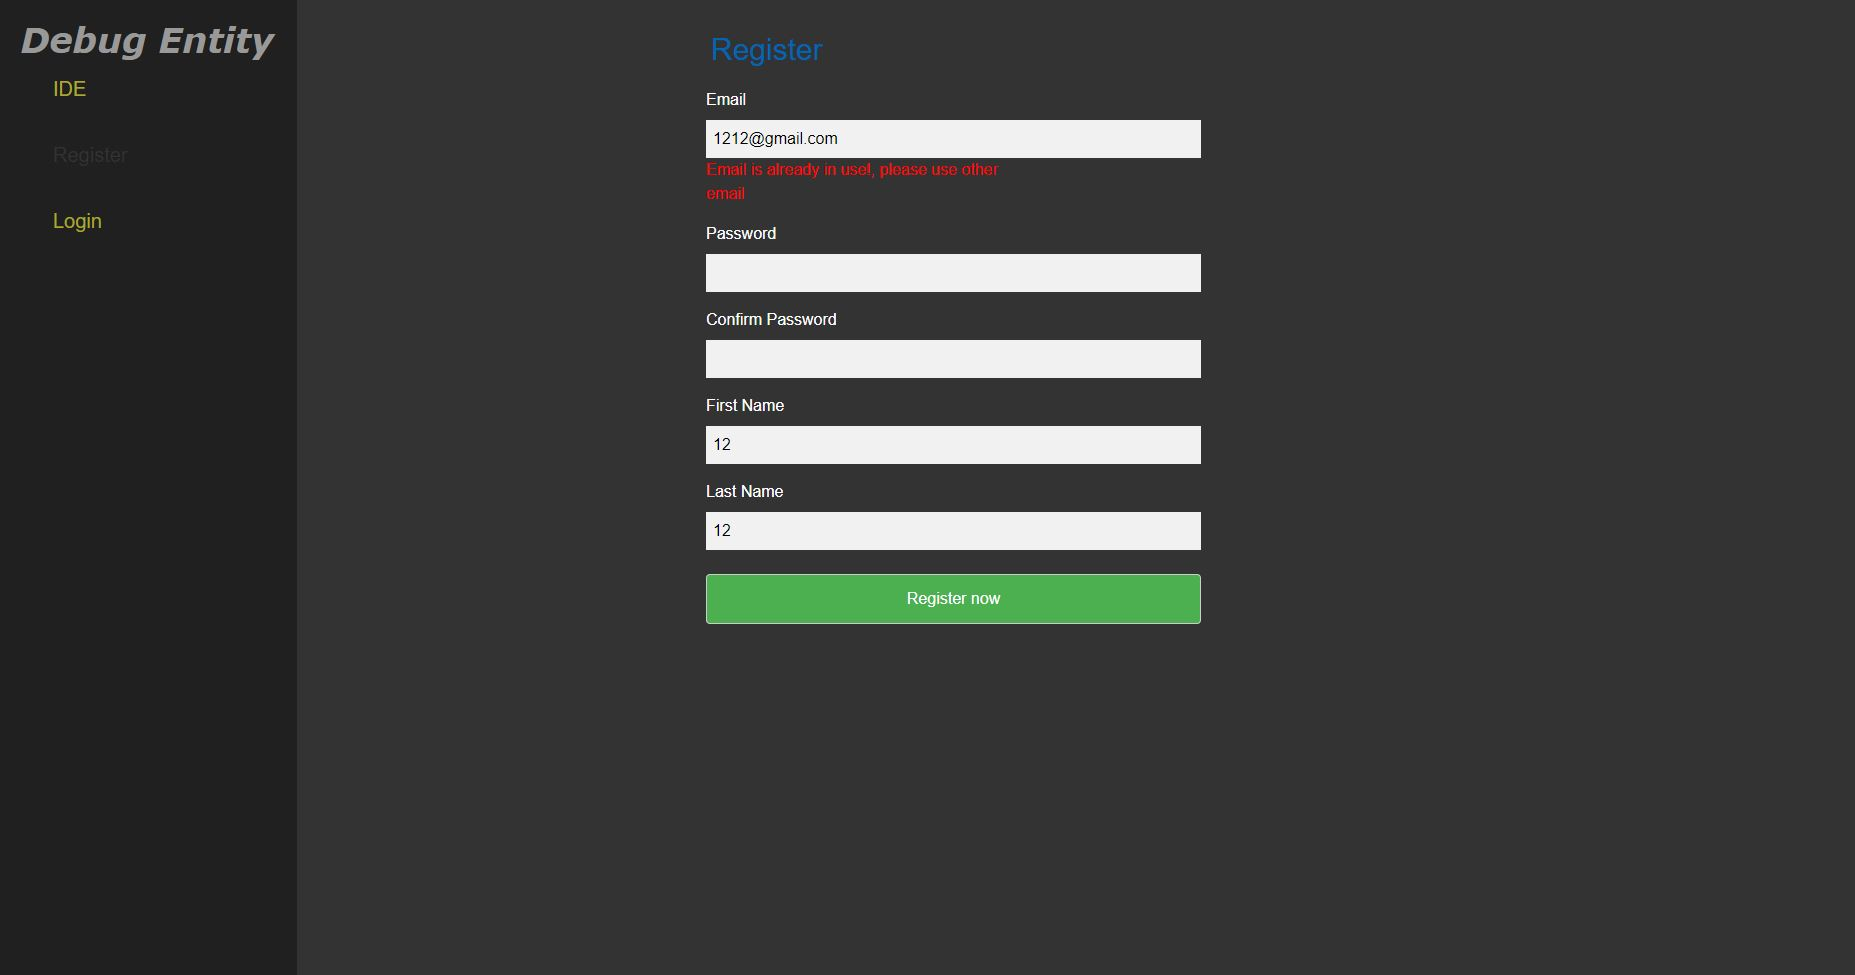 Debug Entity
IDE
Register
Login
Register
Email
1212@gmail.com
Email is already in use!, please use other
email
Password
Confirm Password
First Name
12
Last Name
12
Register now